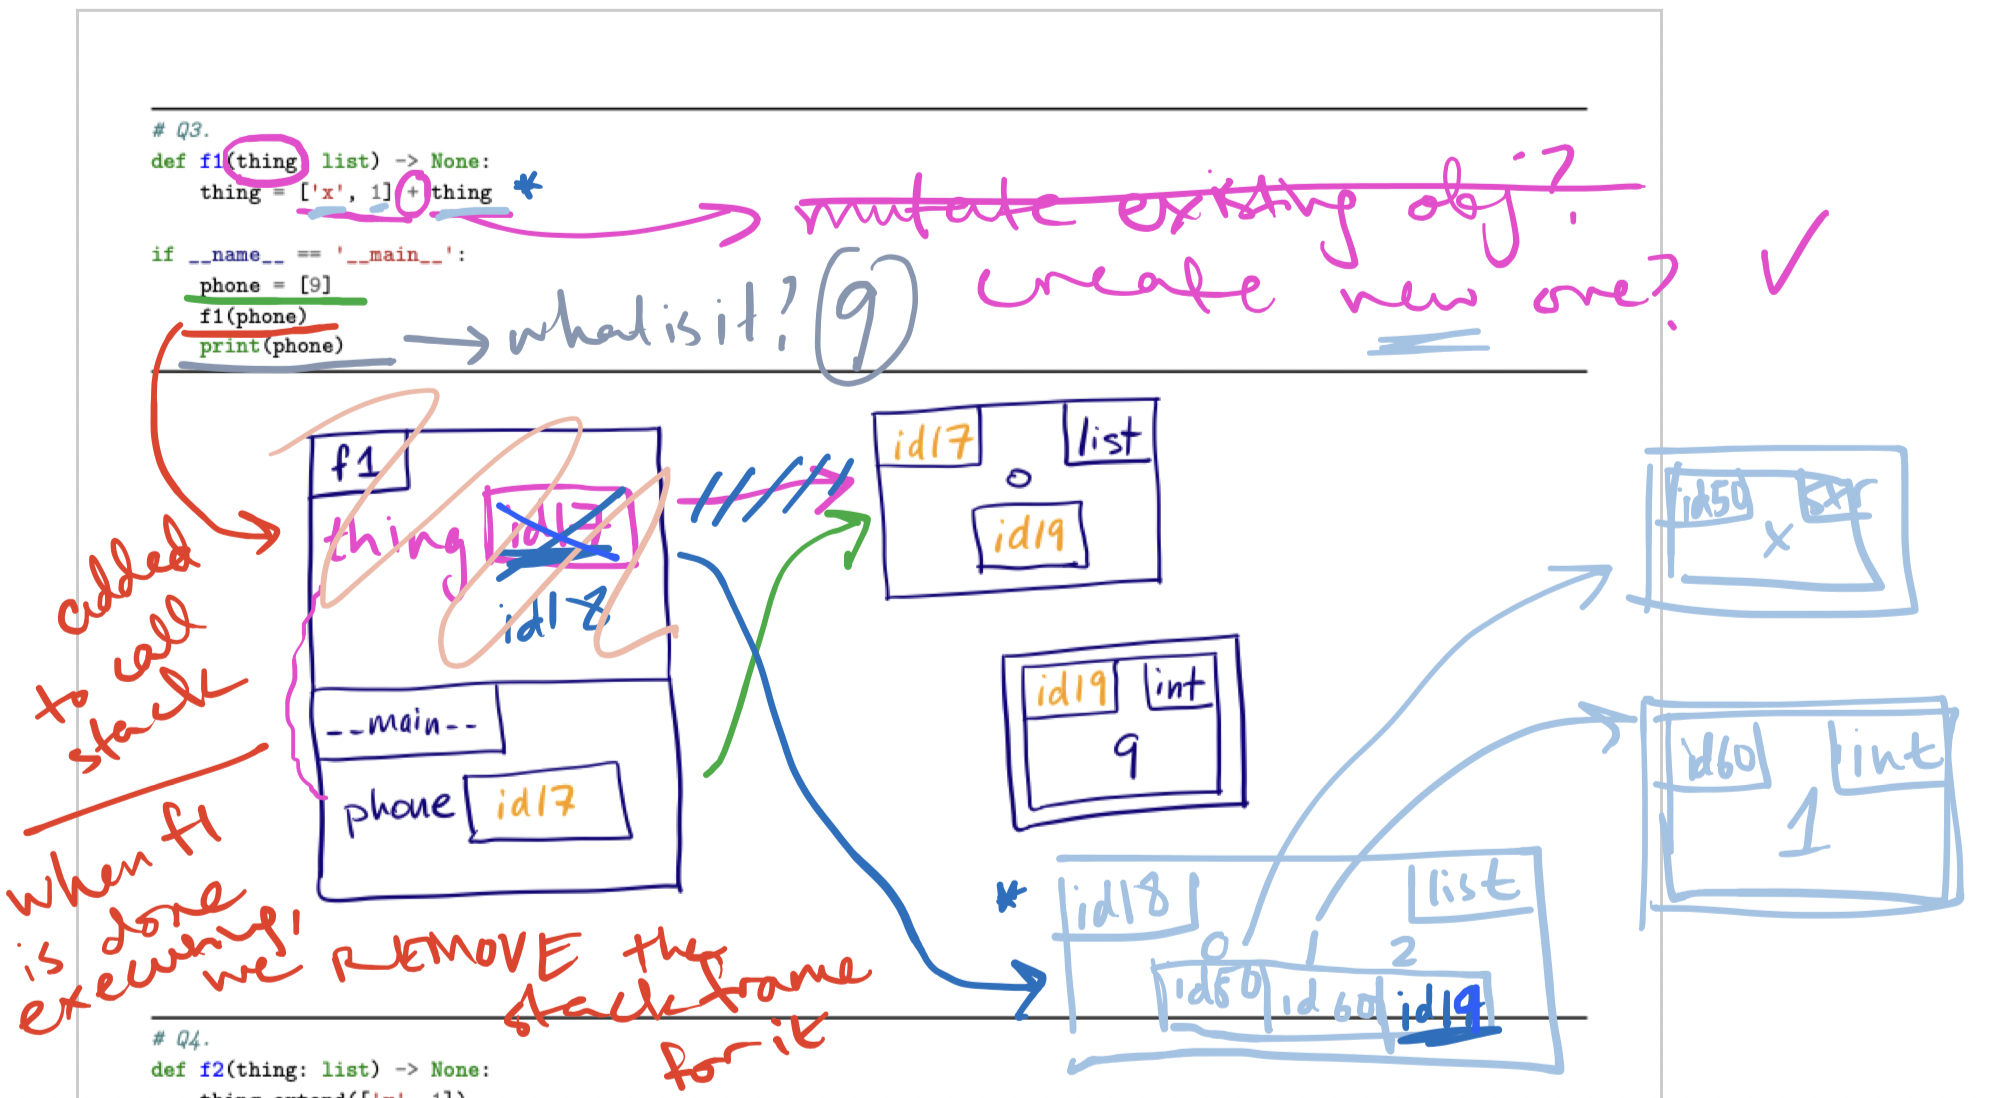 # Q3.
def f1(thing list) -> None:
thing = ['x', 1] + thing *
mutate existing obj?
create new one? ✓
if __name__ == '__main__':
phone = [9]
f1(phone)
print(phone)
→ what is it? 9
f1
thing id17
id18
__main__
phone id17
id17 list
0
id19
id19 int
9
id50 str
x
id60 int
1
* id18 list
0 1 2
id50 id60 id19
added
to call
stack
when f1
is done
executing,
we REMOVE the
stack frame
for it
# Q4.
def f2(thing: list) -> None:
thing.extend(['x', 1])